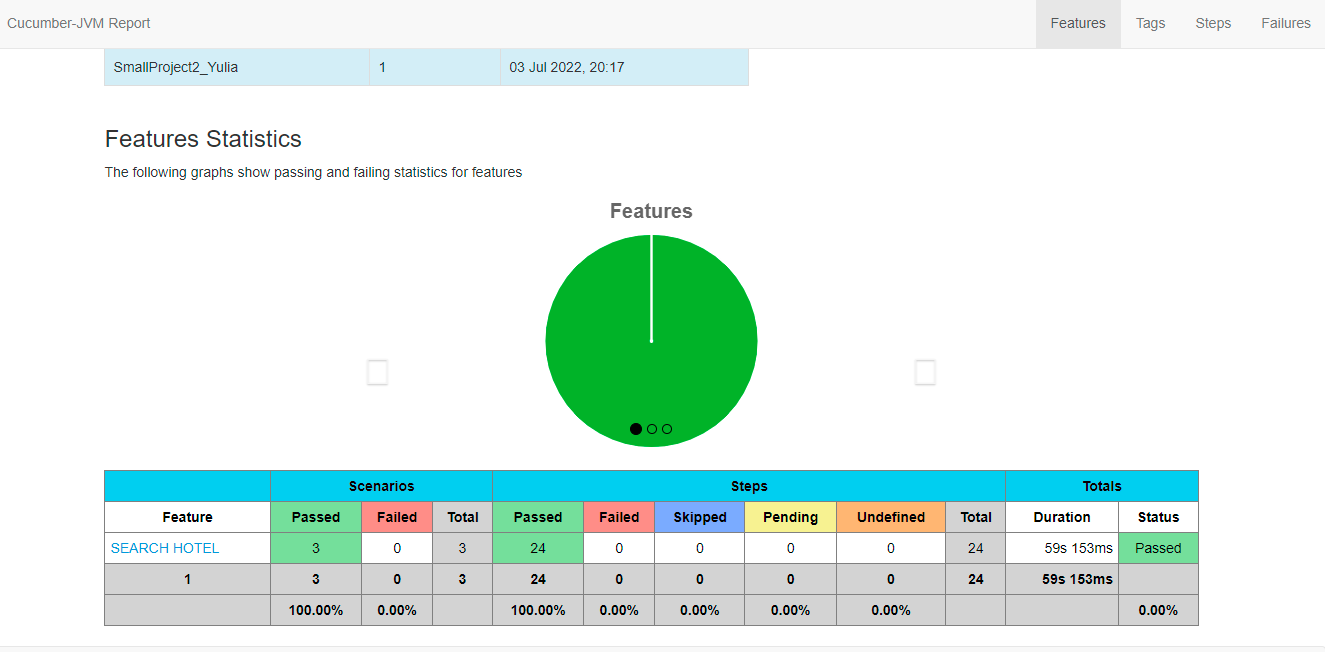 Cucumber-JVM Report Features Tags Steps Failures
SmallProject2_Yulia 1 03 Jul 2022, 20:17
Features Statistics
The following graphs show passing and failing statistics for features
Features
Scenarios Steps Totals
Feature Passed Failed Total Passed Failed Skipped Pending Undefined Total Duration Status
SEARCH HOTEL 3 0 3 24 0 0 0 0 24 59s 153ms Passed
1 3 0 3 24 0 0 0 0 24 59s 153ms
100.00% 0.00% 100.00% 0.00% 0.00% 0.00% 0.00% 0.00%